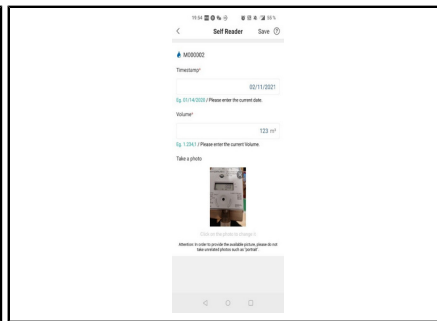 19:54 55%
Self Reader Save ?
M000002
Timestamp*
02/11/2021
Eg. 01/14/2020 / Please enter the current date.
Volume*
123 m³
Eg. 1.234,1 / Please enter the current Volume.
Take a photo
Click on the photo to change it
Attention: In order to provide the available picture, please do not
take unrelated photos such as 'portrait'.